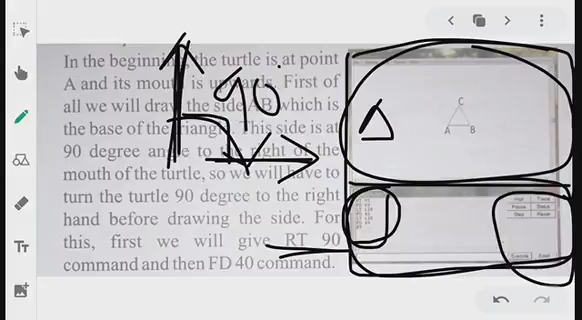 In the beginning the turtle is at point
A and its mouth is upwards. First of
all we will draw the side AB which is
the base of the triangle. This side is at
90 degree angle to the right of the
mouth of the turtle, so we will have to
turn the turtle 90 degree to the right
hand before drawing the side. For
this, first we will give RT 90
command and then FD 40 command.
90
C
A B
Halt Trace
Pause Status
Step Reset